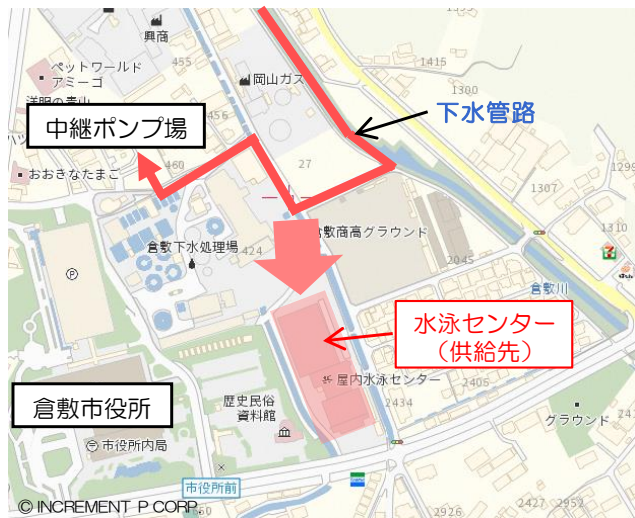 興商
1395
ペットワールド
アミーゴ
455
岡山ガス
1415
1300
下水管路
中継ポンプ場
456
460
27
おおきなたまご
1307
1310
倉敷下水処理場
424
倉敷商高グラウンド
2045
倉敷川
水泳センター
（供給先）
屋内水泳センター
2405
2434
倉敷市役所
歴史民俗
資料館
市役所内局
グラウンド
市役所前
© INCREMENT P CORP.
2926
2427
2952